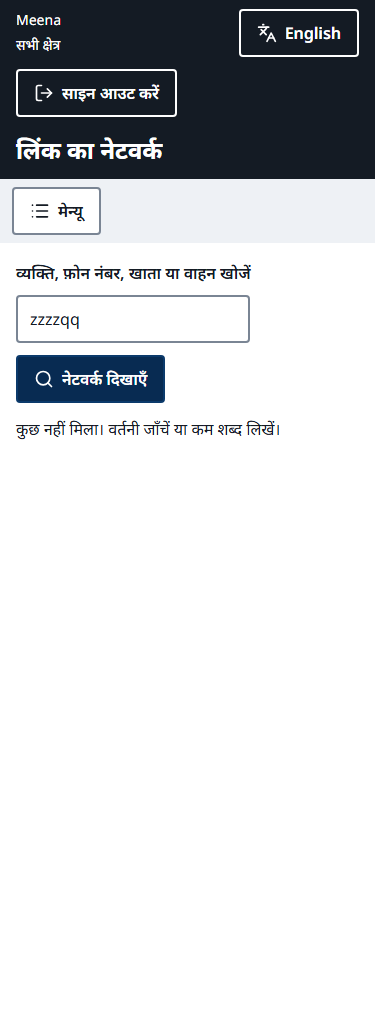 Meena
सभी क्षेत्र
English
साइन आउट करें
लिंक का नेटवर्क
मेन्यू
व्यक्ति, फ़ोन नंबर, खाता या वाहन खोजें
zzzzqq
नेटवर्क दिखाएँ
कुछ नहीं मिला। वर्तनी जाँचें या कम शब्द लिखें।